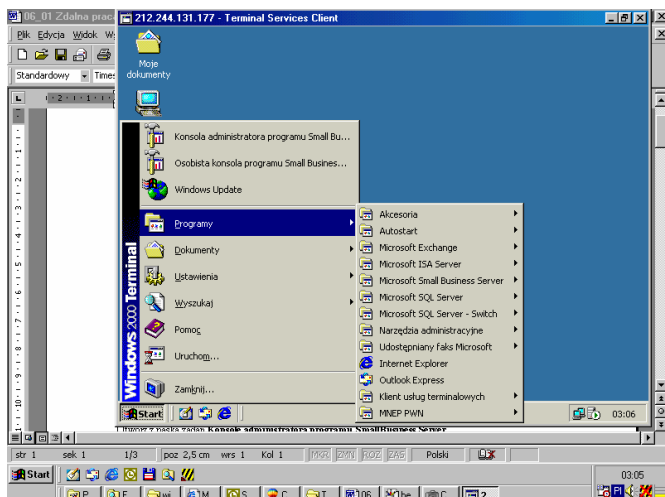 06_01 Zdalna prac
212.244.131.177 - Terminal Services Client
Plik Edycja Widok
Standardowy Times
Moje
dokumenty
Konsola administratora programu Small Bu...
Osobista konsola programu Small Busines...
Windows Update
Programy
Dokumenty
Ustawienia
Wyszukaj
Pomoc
Uruchom...
Zamknij...
Windows 2000 Terminal
Akcesoria
Autostart
Microsoft Exchange
Microsoft ISA Server
Microsoft Small Business Server
Microsoft SQL Server
Microsoft SQL Server - Switch
Narzędzia administracyjne
Udostępniany faks Microsoft
Internet Explorer
Outlook Express
Klient usług terminalowych
MNEP PWN
Start
03:06
Konsole administratora programu SmallBusiness Server
str 1 sek 1 1/3 poz 2,5 cm wrs 1 Kol 1 MKR ZMN ROZ ZAS Polski
Start
03:05
PI